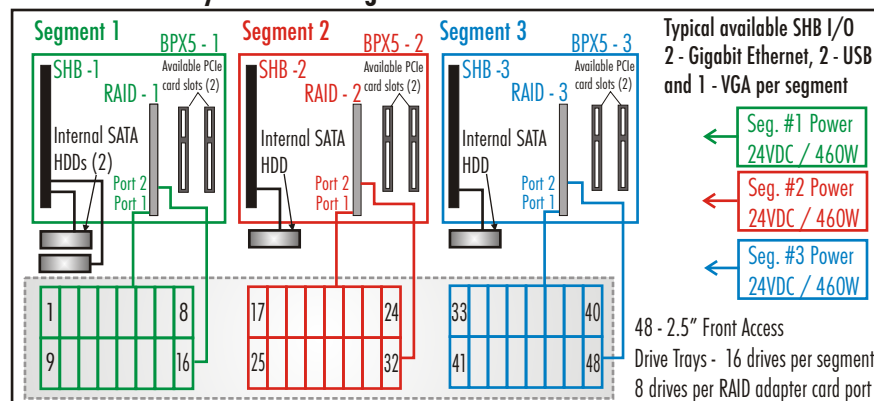 Segment 1
BPX5 - 1
SHB -1
Available PCIe
card slots (2)
RAID - 1
Internal SATA
HDDs (2)
Port 2
Port 1
Segment 2
BPX5 - 2
SHB -2
Available PCIe
card slots (2)
RAID - 2
Internal SATA
HDD
Port 2
Port 1
Segment 3
BPX5 - 3
SHB -3
Available PCIe
card slots (2)
RAID - 3
Internal SATA
HDD
Port 2
Port 1
Typical available SHB I/O
2 - Gigabit Ethernet, 2 - USB
and 1 - VGA per segment
Seg. #1 Power
24VDC / 460W
Seg. #2 Power
24VDC / 460W
Seg. #3 Power
24VDC / 460W
1 8
9 16
17 24
25 32
33 40
41 48
48 - 2.5” Front Access
Drive Trays - 16 drives per segment
8 drives per RAID adapter card port